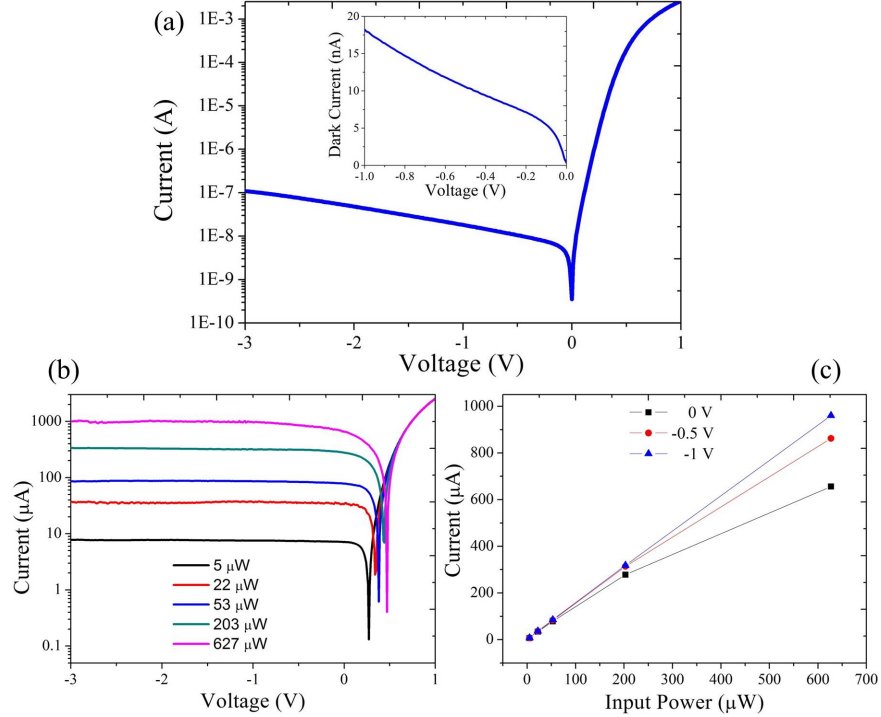 (a)
1E-3
1E-4
1E-5
1E-6
1E-7
1E-8
1E-9
1E-10
Current (A)
-3
-2
-1
0
1
Voltage (V)
20
15
10
5
0
Dark Current (nA)
-1.0
-0.8
-0.6
-0.4
-0.2
0.0
Voltage (V)
(b)
1000
100
10
1
0.1
Current (μA)
5 μW
22 μW
53 μW
203 μW
627 μW
-3
-2
-1
0
1
Voltage (V)
(c)
1000
800
600
400
200
0
Current (μA)
0 V
-0.5 V
-1 V
0
100
200
300
400
500
600
700
Input Power (μW)